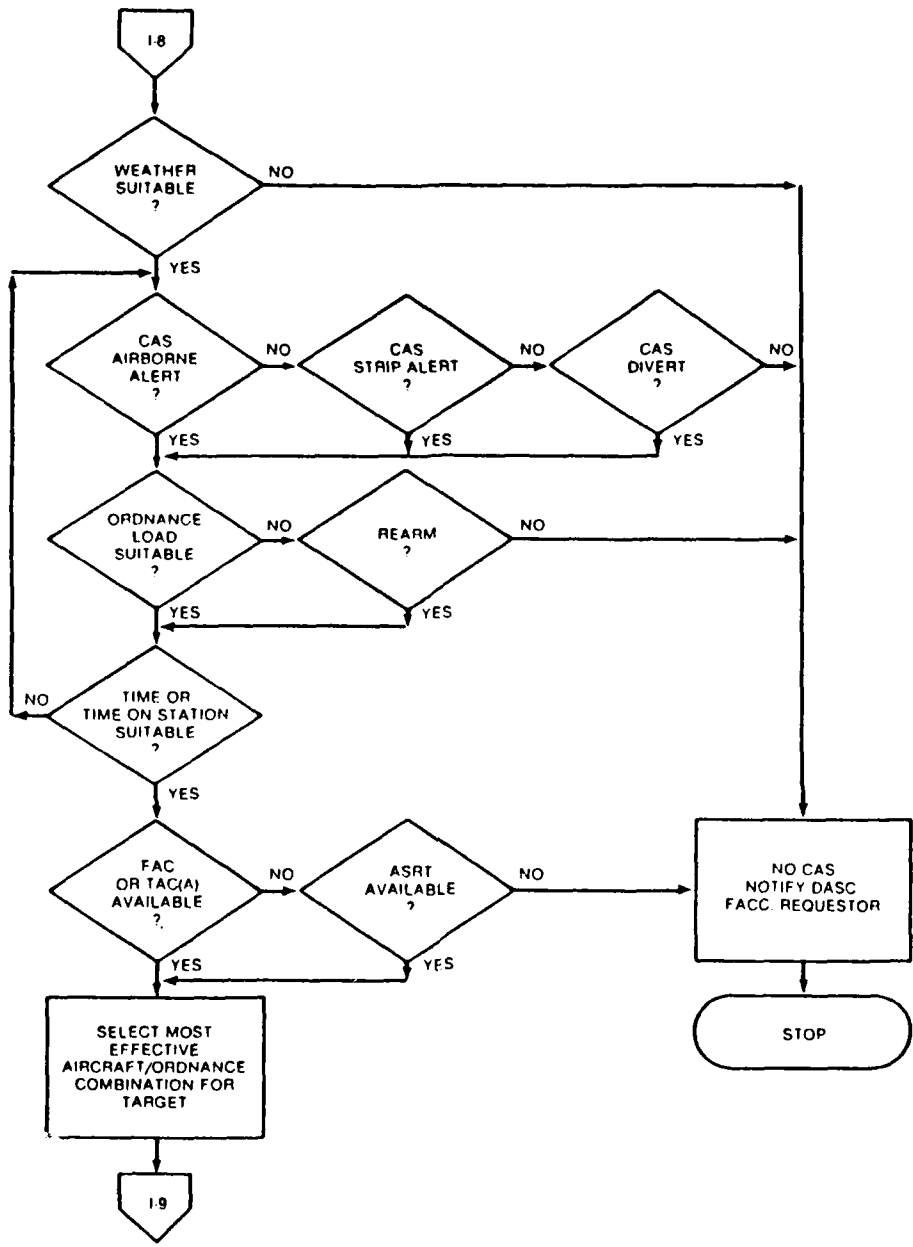 I-8
WEATHER
SUITABLE
?
NO
YES
CAS
AIRBORNE
ALERT
?
NO
CAS
STRIP ALERT
?
NO
CAS
DIVERT
?
NO
YES
YES
YES
ORDNANCE
LOAD
SUITABLE
?
NO
REARM
?
NO
YES
YES
NO
TIME OR
TIME ON STATION
SUITABLE
?
YES
FAC
OR TAC(A)
AVAILABLE
?
NO
ASRT
AVAILABLE
?
NO
NO CAS
NOTIFY DASC
FACC. REQUESTOR
YES
YES
SELECT MOST
EFFECTIVE
AIRCRAFT/ORDNANCE
COMBINATION FOR
TARGET
STOP
I-9